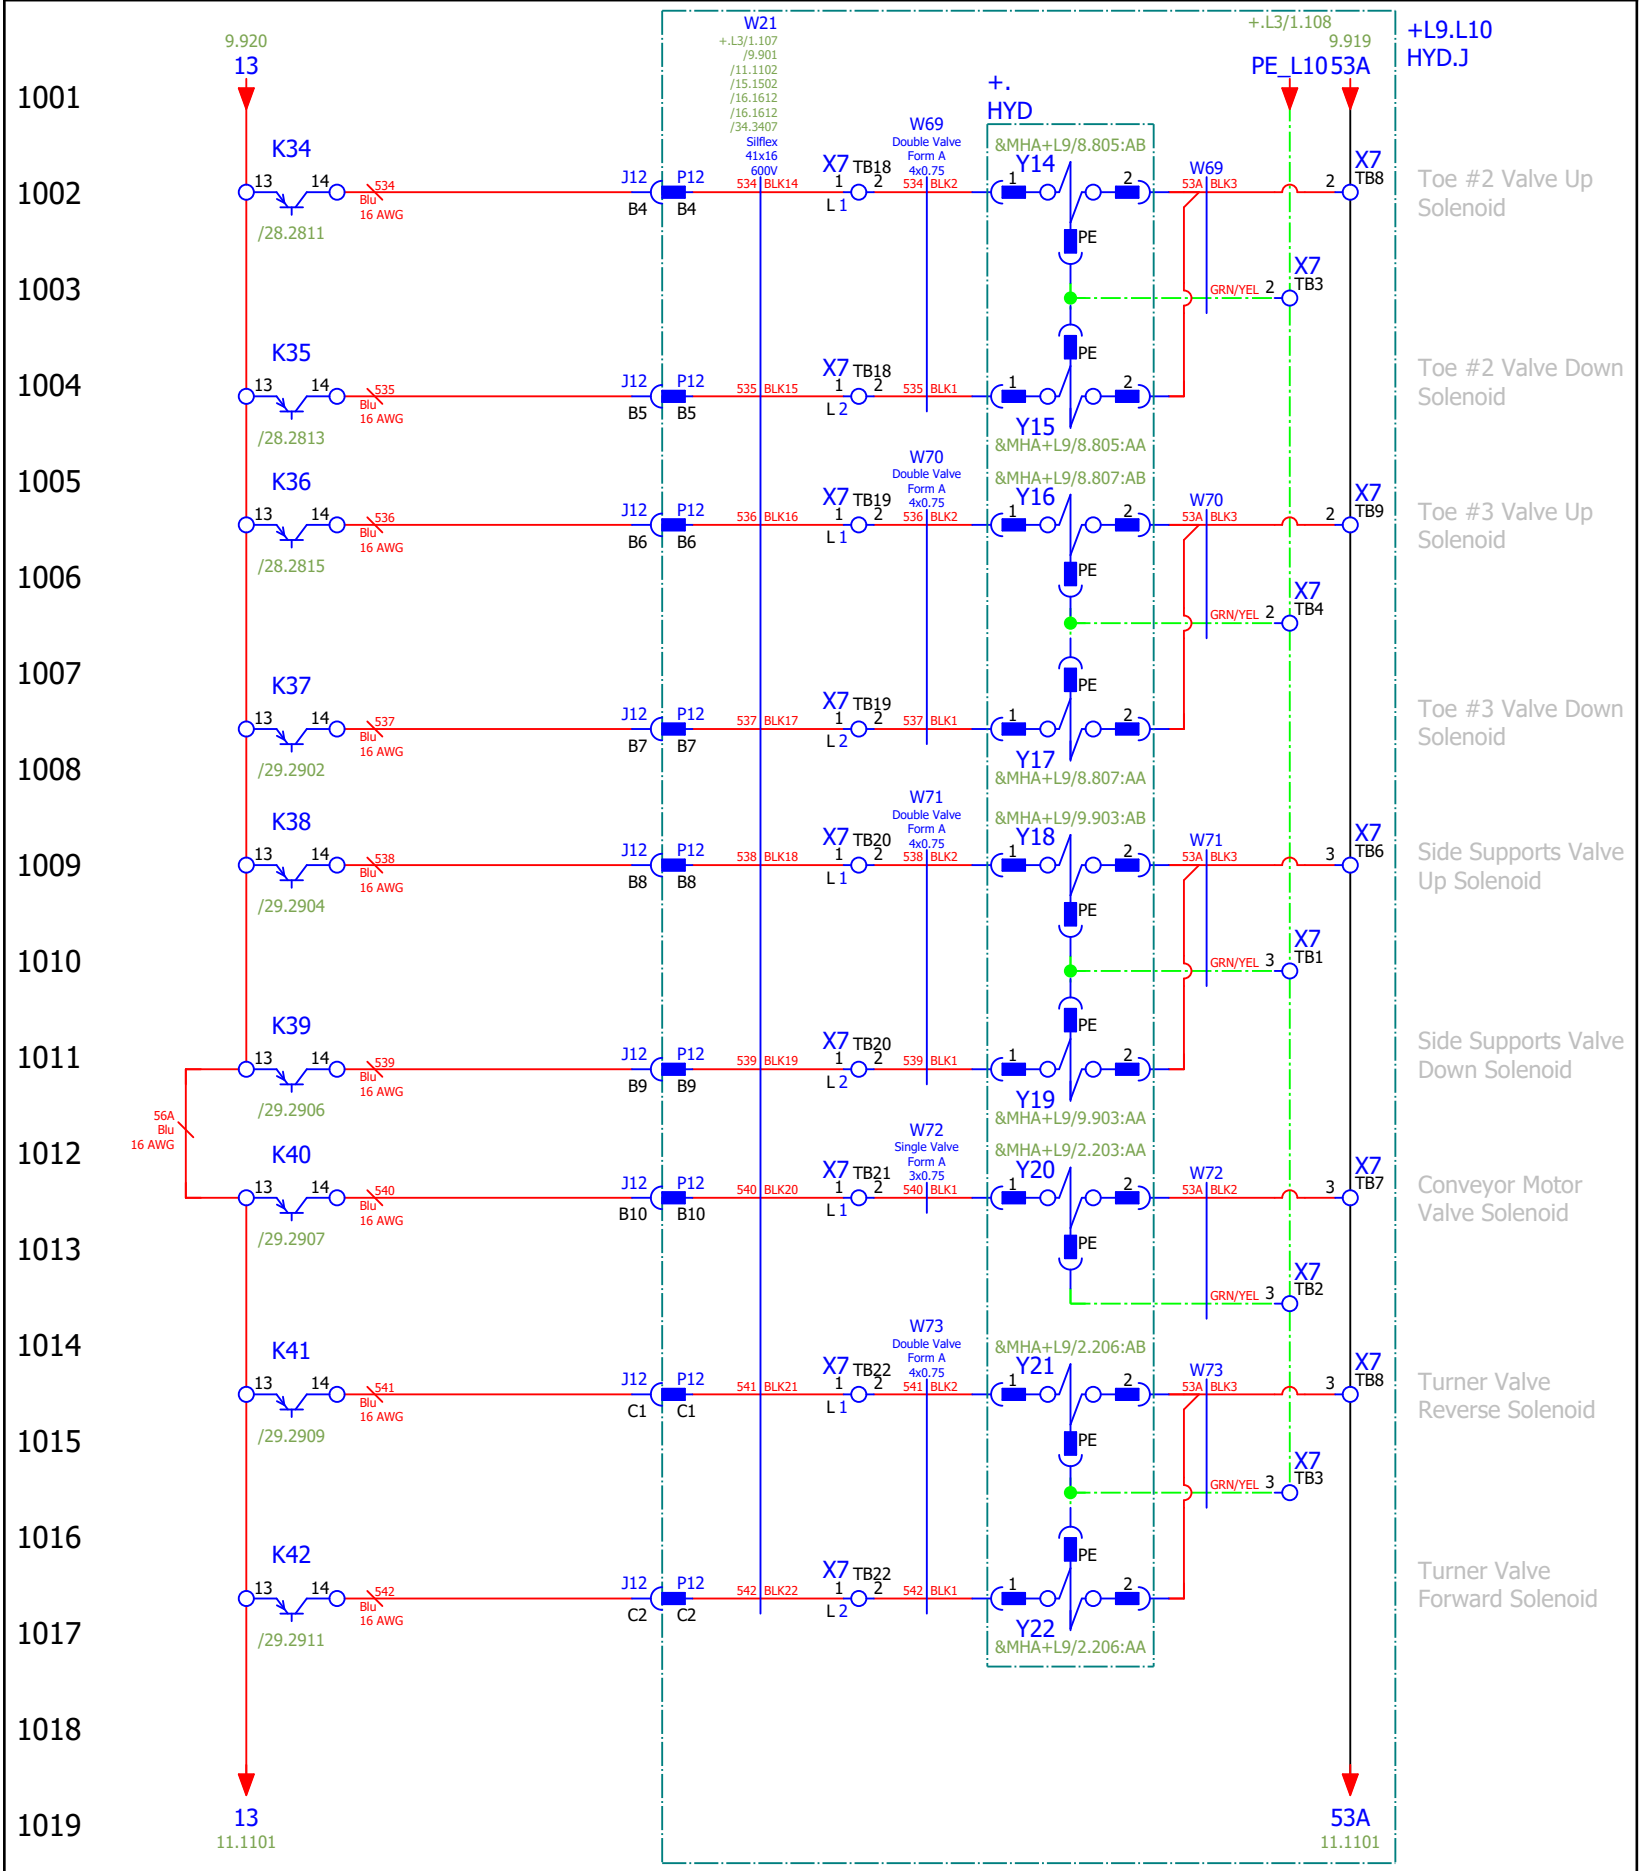 9.920
13
W21
+.L3/1.107
/9.901
/11.1102
/15.1502
/16.1612
/16.1612
/34.3407
Silflex
41x16
600V
+.L3/1.108
9.919
PE_L10 53A
+L9.L10
HYD.J
+.
HYD
1001
K34
13 14
534
Blu
16 AWG
/28.2811
J12 P12
B4 B4
534 BLK14
X7 TB18
1 2
L 1
W69
Double Valve
Form A
4x0.75
534 BLK2
&MHA+L9/8.805:AB
Y14
1 2
PE
W69
53A BLK3
2
X7
TB8
1002
Toe #2 Valve Up
Solenoid
1003
GRN/YEL 2
X7
TB3
K35
13 14
535
Blu
16 AWG
/28.2813
J12 P12
B5 B5
535 BLK15
X7 TB18
1 2
L 2
535 BLK1
PE
1 2
Y15
&MHA+L9/8.805:AA
1004
Toe #2 Valve Down
Solenoid
1005
K36
13 14
536
Blu
16 AWG
/28.2815
J12 P12
B6 B6
536 BLK16
X7 TB19
1 2
L 1
W70
Double Valve
Form A
4x0.75
536 BLK2
&MHA+L9/8.807:AB
Y16
1 2
PE
W70
53A BLK3
2
X7
TB9
Toe #3 Valve Up
Solenoid
1006
GRN/YEL 2
X7
TB4
1007
K37
13 14
537
Blu
16 AWG
/29.2902
J12 P12
B7 B7
537 BLK17
X7 TB19
1 2
L 2
537 BLK1
PE
1 2
Y17
&MHA+L9/8.807:AA
Toe #3 Valve Down
Solenoid
1008
K38
13 14
538
Blu
16 AWG
/29.2904
J12 P12
B8 B8
538 BLK18
X7 TB20
1 2
L 1
W71
Double Valve
Form A
4x0.75
538 BLK2
&MHA+L9/9.903:AB
Y18
1 2
PE
W71
53A BLK3
3
X7
TB6
1009
Side Supports Valve
Up Solenoid
1010
GRN/YEL 3
X7
TB1
K39
13 14
539
Blu
16 AWG
/29.2906
J12 P12
B9 B9
539 BLK19
X7 TB20
1 2
L 2
539 BLK1
PE
1 2
Y19
&MHA+L9/9.903:AA
1011
Side Supports Valve
Down Solenoid
56A
Blu
16 AWG
1012
K40
13 14
540
Blu
16 AWG
/29.2907
J12 P12
B10 B10
540 BLK20
X7 TB21
1 2
L 1
W72
Single Valve
Form A
3x0.75
540 BLK1
&MHA+L9/2.203:AA
Y20
1 2
PE
W72
53A BLK2
3
X7
TB7
Conveyor Motor
Valve Solenoid
1013
GRN/YEL 3
X7
TB2
1014
K41
13 14
541
Blu
16 AWG
/29.2909
J12 P12
C1 C1
541 BLK21
X7 TB22
1 2
L 1
W73
Double Valve
Form A
4x0.75
541 BLK2
&MHA+L9/2.206:AB
Y21
1 2
PE
W73
53A BLK3
3
X7
TB8
Turner Valve
Reverse Solenoid
1015
GRN/YEL 3
X7
TB3
1016
K42
13 14
542
Blu
16 AWG
/29.2911
J12 P12
C2 C2
542 BLK22
X7 TB22
1 2
L 2
542 BLK1
PE
1 2
Y22
&MHA+L9/2.206:AA
Turner Valve
Forward Solenoid
1017
1018
1019
13
11.1101
53A
11.1101